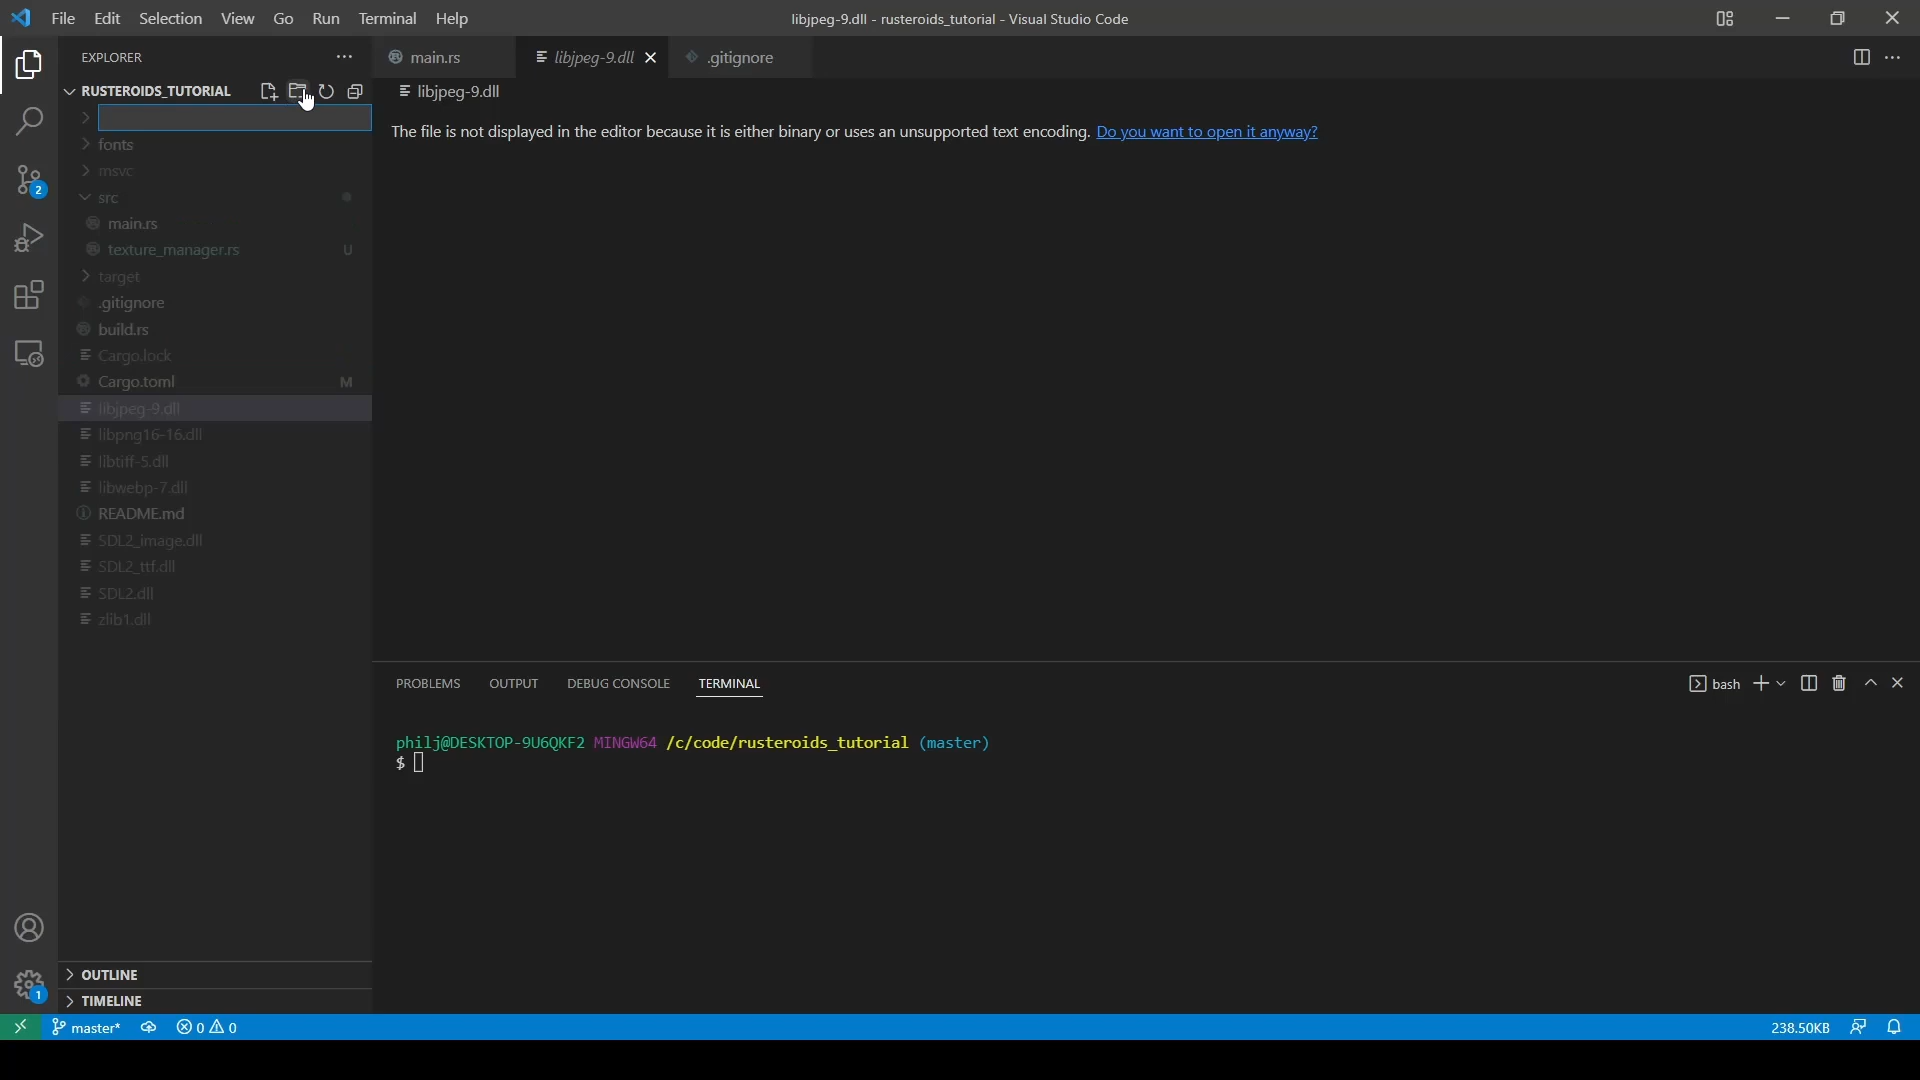 File Edit Selection View Go Run Terminal Help
libjpeg-9.dll - rusteroids_tutorial - Visual Studio Code
EXPLORER
main.rs
libjpeg-9.dll
.gitignore
RUSTEROIDS_TUTORIAL
libjpeg-9.dll
The file is not displayed in the editor because it is either binary or uses an unsupported text encoding. Do you want to open it anyway?
fonts
msvc
src
main.rs
texture_manager.rs U
target
.gitignore
build.rs
Cargo.lock
Cargo.toml M
libjpeg-9.dll
libpng16-16.dll
libtiff-5.dll
libwebp-7.dll
README.md
SDL2_image.dll
SDL2_ttf.dll
SDL2.dll
zlib1.dll
2
PROBLEMS OUTPUT DEBUG CONSOLE TERMINAL
bash
philj@DESKTOP-9U6QKF2 MINGW64 /c/code/rusteroids_tutorial (master)
$
OUTLINE
TIMELINE
1
master* 0 0
238.50KB